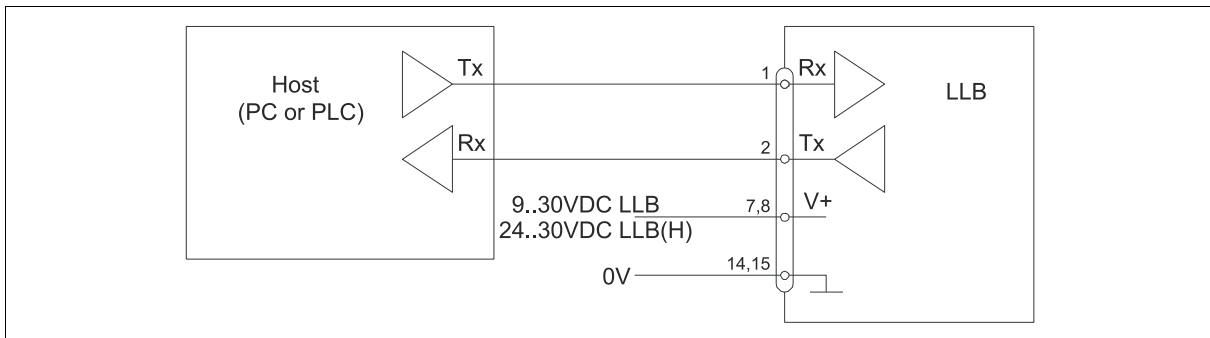 Host
(PC or PLC)
Tx
1
Rx
LLB
Rx
2
Tx
9..30VDC LLB
7,8
V+
24..30VDC LLB(H)
0V
14,15